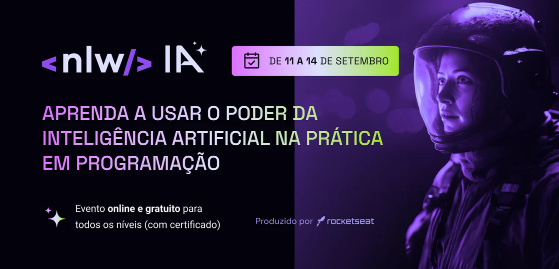 <nlw/> IA
DE 11 A 14 DE SETEMBRO
APRENDA A USAR O PODER DA
INTELIGÊNCIA ARTIFICIAL NA PRÁTICA
EM PROGRAMAÇÃO
Evento online e gratuito para
todos os níveis (com certificado)
Produzido por rocketseat